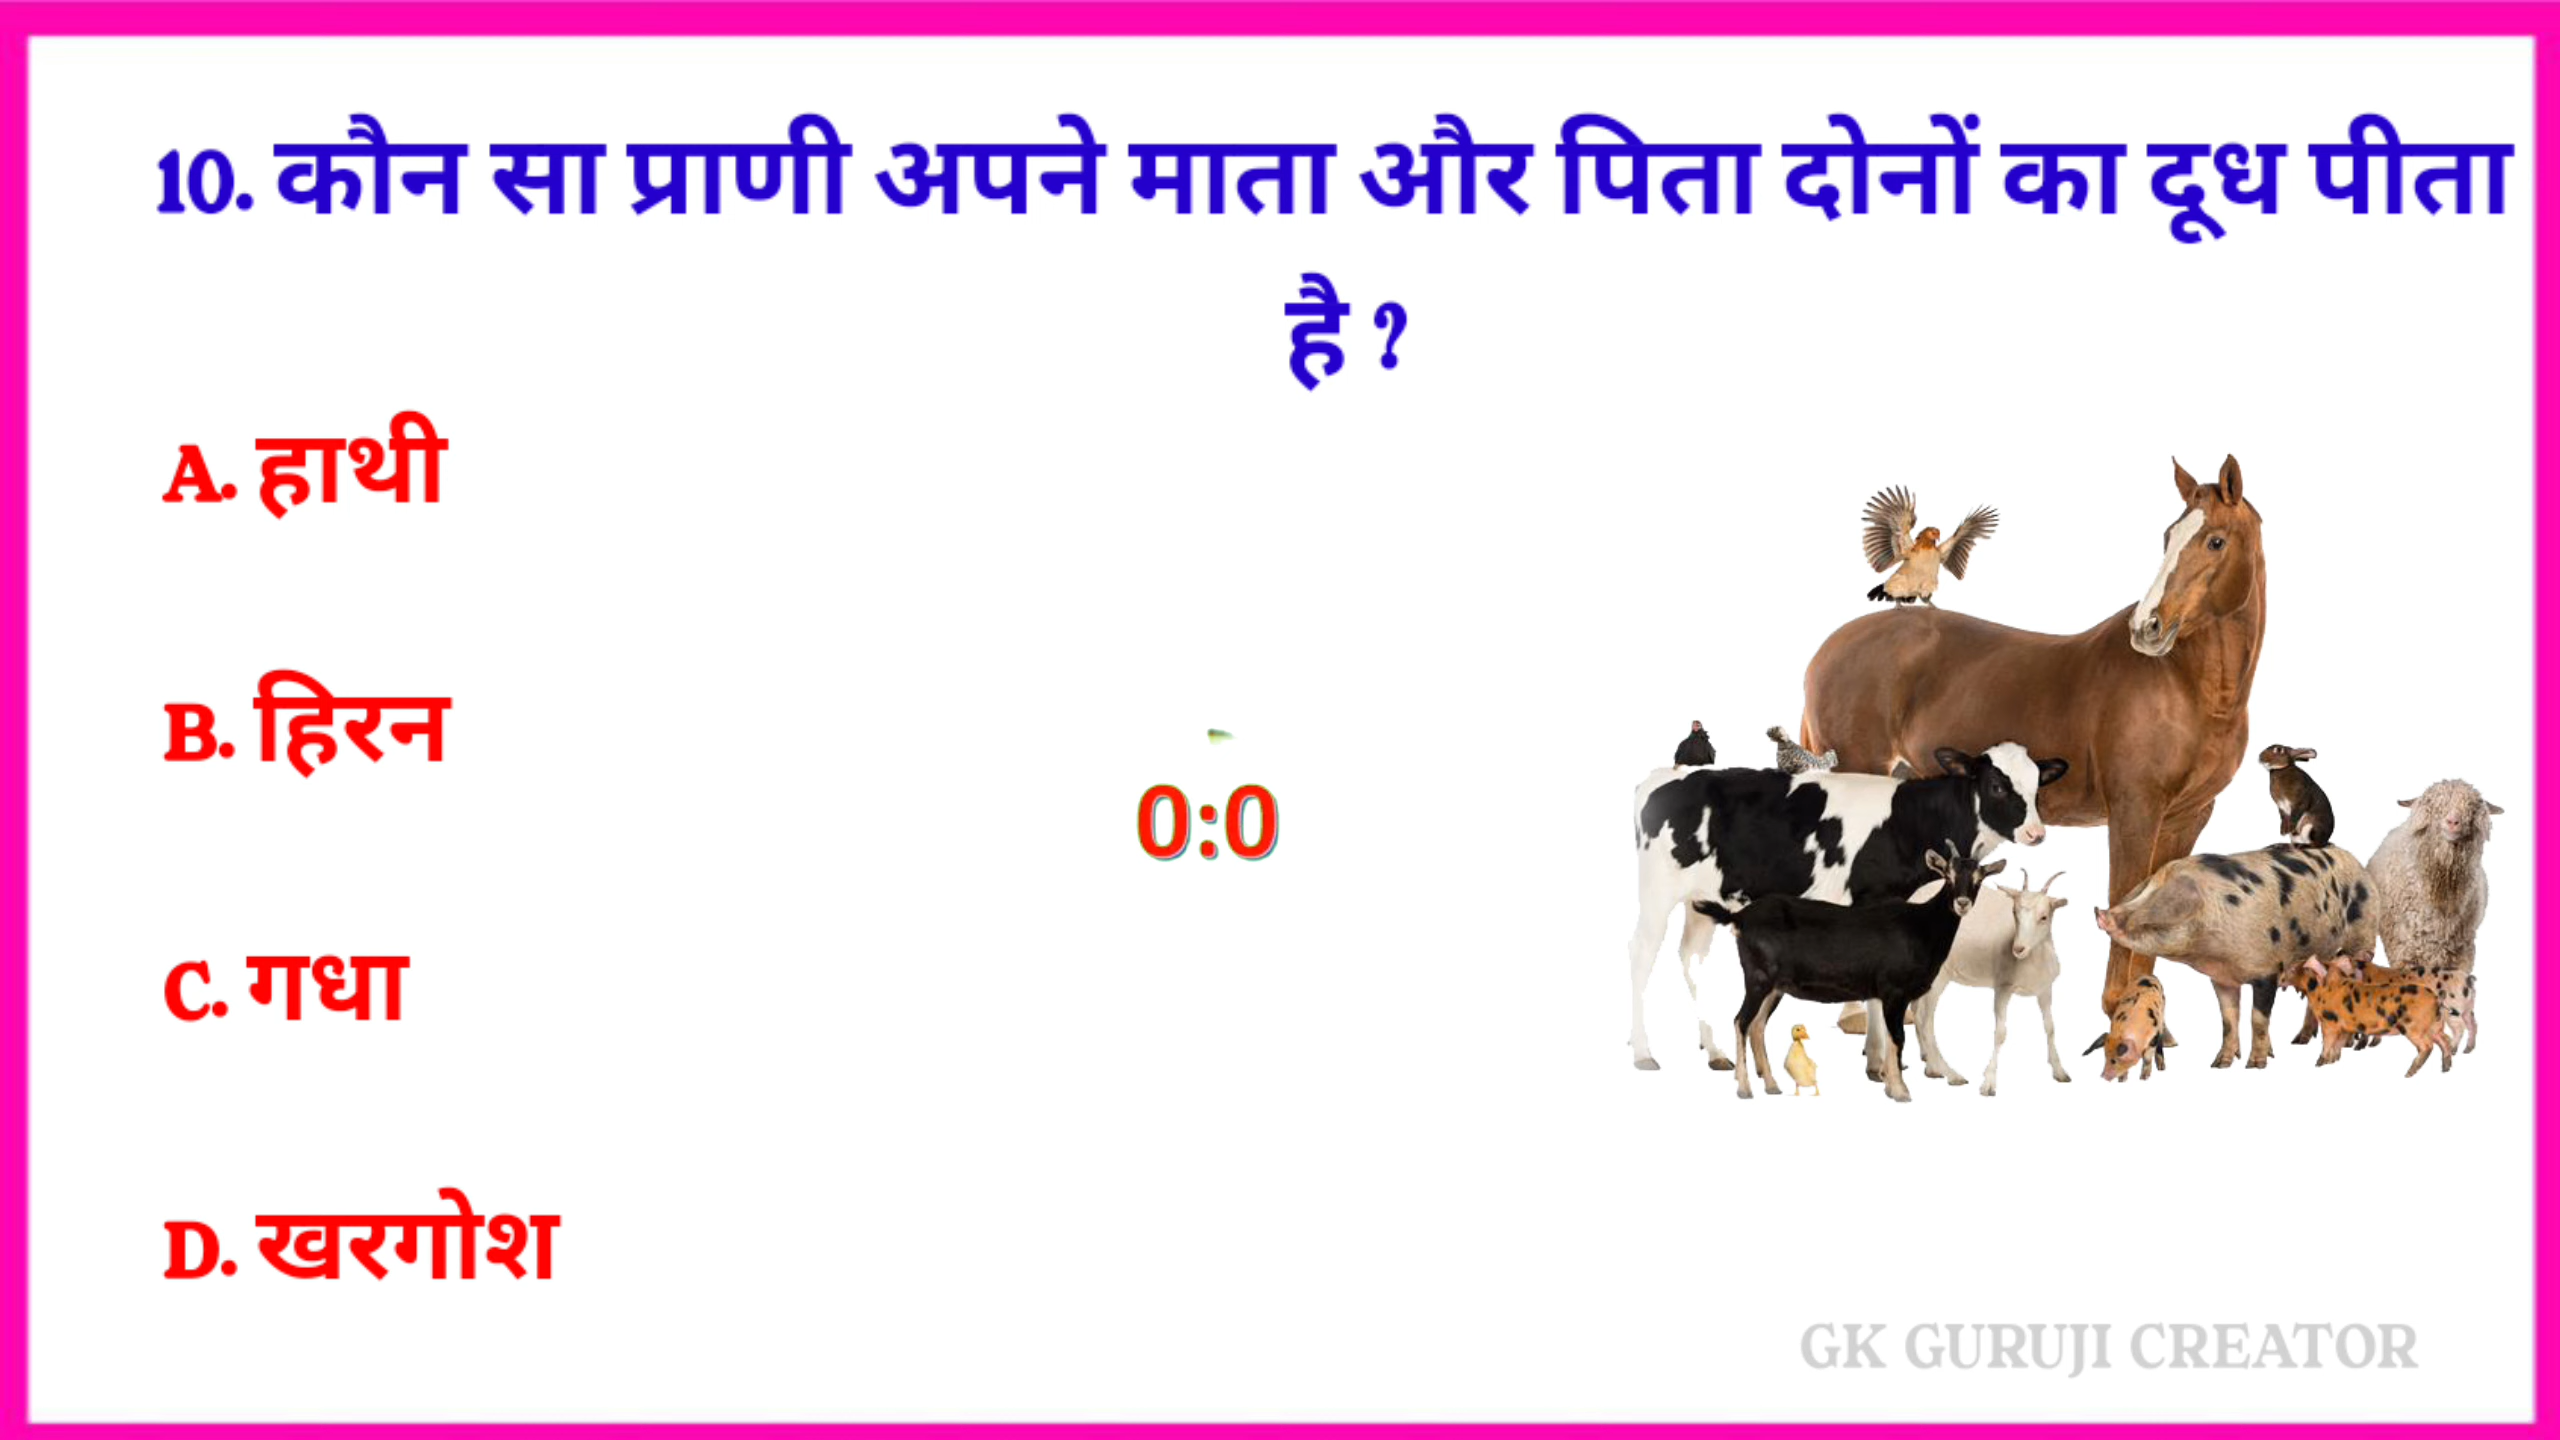 10. कौन सा प्राणी अपने माता और पिता दोनों का दूध पीता
है ?
A. हाथी
B. हिरन
C. गधा
D. खरगोश
0:0
GK GURUJI CREATOR